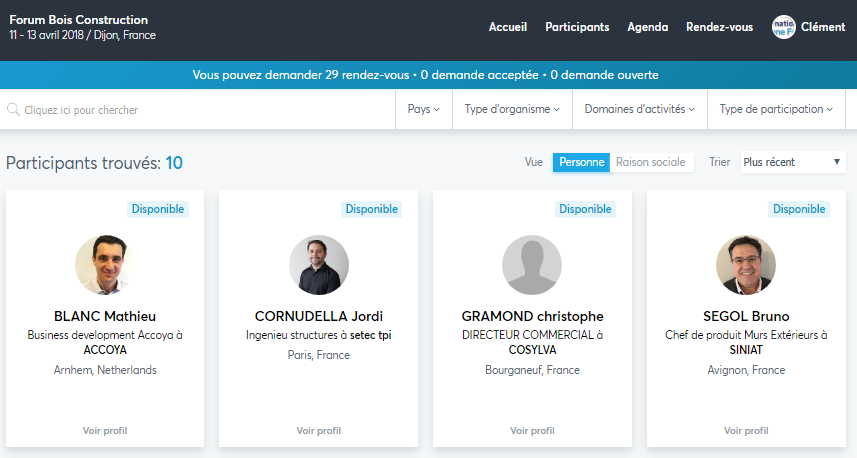 Forum Bois Construction
11 - 13 avril 2018 / Dijon, France
Accueil Participants Agenda Rendez-vous Clément
Vous pouvez demander 29 rendez-vous • 0 demande acceptée • 0 demande ouverte
Cliquez ici pour chercher Pays Type d'organisme Domaines d'activités Type de participation
Participants trouvés: 10 Vue Personne Raison sociale Trier Plus récent
Disponible
BLANC Mathieu
Business development Accoya à
ACCOYA
Arnhem, Netherlands
Voir profil
Disponible
CORNUDELLA Jordi
Ingenieu structures à setec tpi
Paris, France
Voir profil
Disponible
GRAMOND christophe
DIRECTEUR COMMERCIAL à
COSYLVA
Bourganeuf, France
Voir profil
Disponible
SEGOL Bruno
Chef de produit Murs Extérieurs à
SINIAT
Avignon, France
Voir profil